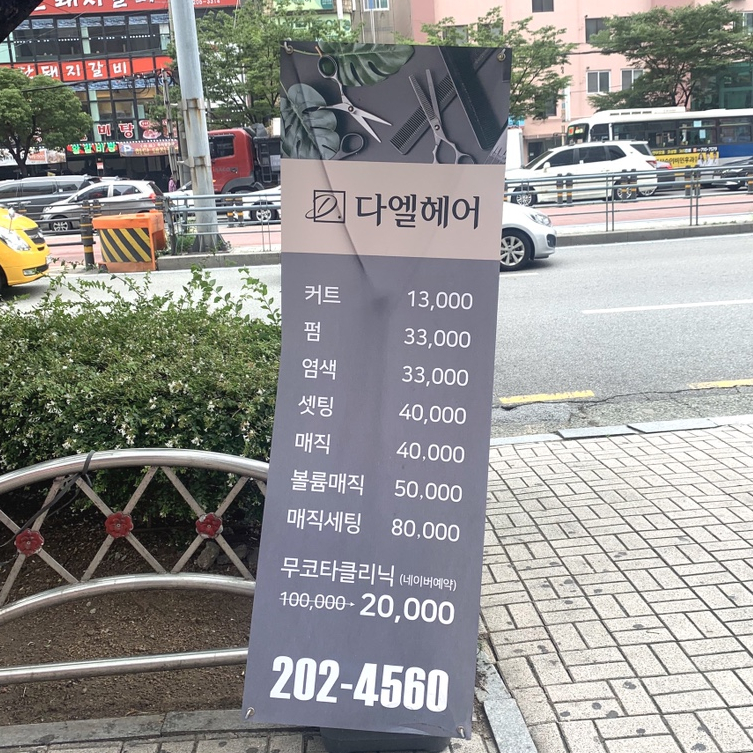 돼지갈비
다엘헤어
커트 13,000
펌 33,000
염색 33,000
셋팅 40,000
매직 40,000
볼륨매직 50,000
매직세팅 80,000
무코타클리닉 (네이버예약)
100,000→ 20,000
202-4560